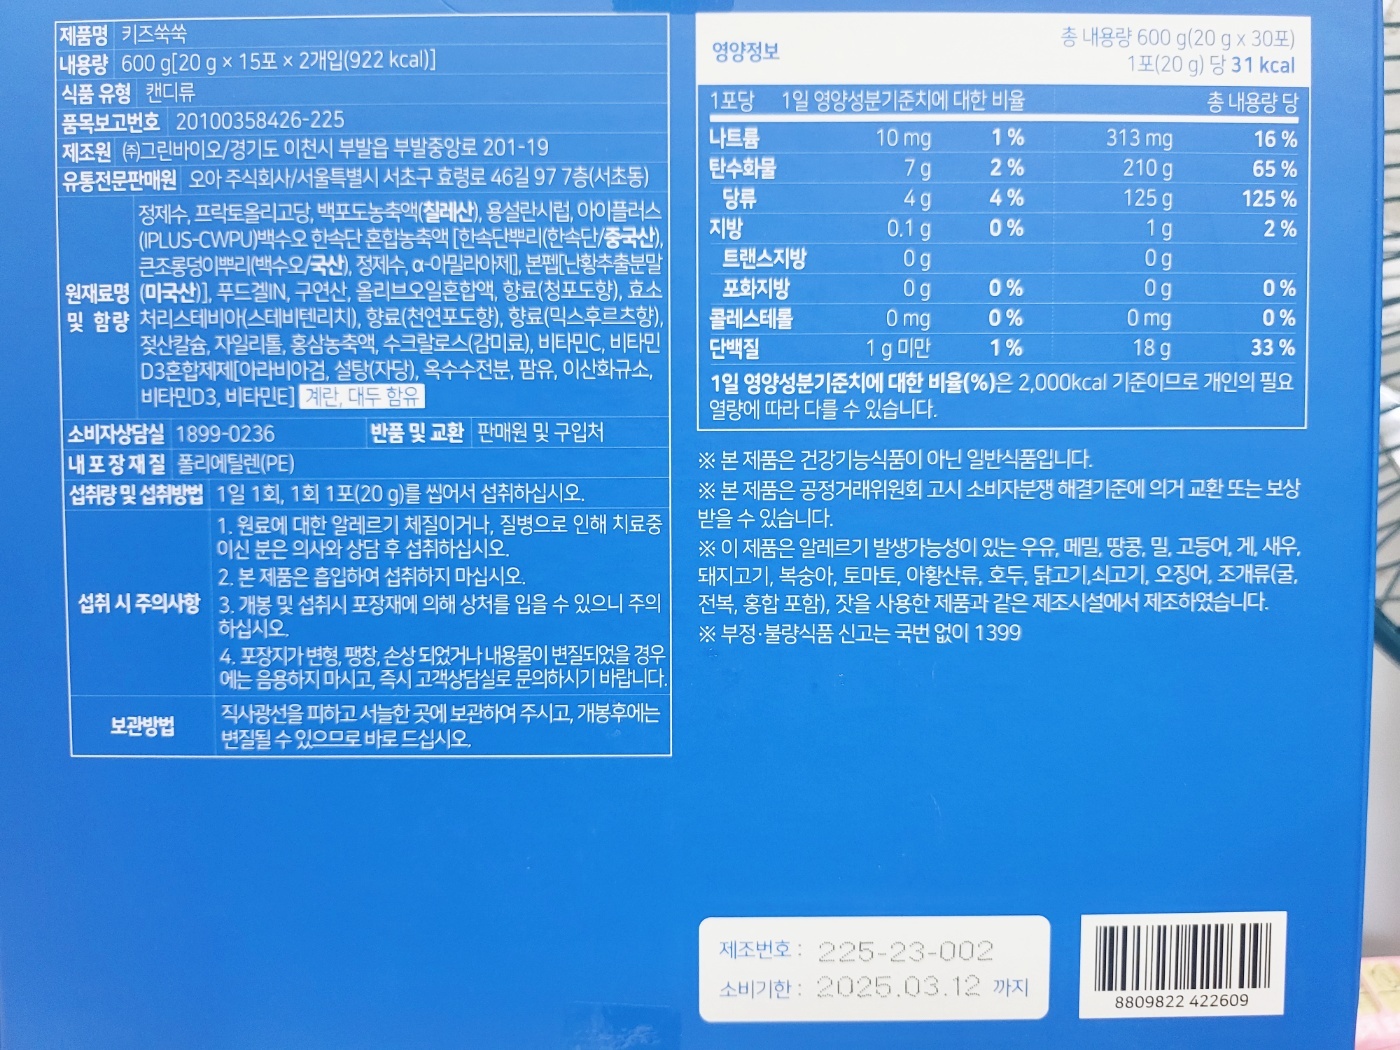 제품명 키즈쑥쑥
내용량 600 g[20 g × 15포 × 2개입(922 kcal)]
식품 유형 캔디류
품목보고번호 20100358426-225
제조원 ㈜그린바이오/경기도 이천시 부발읍 부발중앙로 201-19
유통전문판매원 오아 주식회사/서울특별시 서초구 효령로 46길 97 7층(서초동)
원재료명 및 함량
정제수, 프락토올리고당, 백포도농축액(칠레산), 용설란시럽, 아이플러스
(IPLUS-CWPU)백수오 한속단 혼합농축액 [한속단뿌리(한속단/중국산),
큰조롱덩이뿌리(백수오/국산), 정제수, α-아밀라아제], 본펩[난황추출분말
(미국산)], 푸드겔IN, 구연산, 올리브오일혼합액, 향료(청포도향), 효소
처리스테비아(스테비텐리치), 향료(천연포도향), 향료(믹스후르츠향),
젖산칼슘, 자일리톨, 홍삼농축액, 수크랄로스(감미료), 비타민C, 비타민
D3혼합제제[아라비아검, 설탕(자당), 옥수수전분, 팜유, 이산화규소,
비타민D3, 비타민E] 계란, 대두 함유
소비자상담실 1899-0236 반품 및 교환 판매원 및 구입처
내포장재질 폴리에틸렌(PE)
섭취량 및 섭취방법 1일 1회, 1회 1포(20 g)를 씹어서 섭취하십시오.
섭취 시 주의사항
1. 원료에 대한 알레르기 체질이거나, 질병으로 인해 치료중
이신 분은 의사와 상담 후 섭취하십시오.
2. 본 제품은 흡입하여 섭취하지 마십시오.
3. 개봉 및 섭취시 포장재에 의해 상처를 입을 수 있으니 주의
하십시오.
4. 포장지가 변형, 팽창, 손상 되었거나 내용물이 변질되었을 경우
에는 음용하지 마시고, 즉시 고객상담실로 문의하시기 바랍니다.
보관방법
직사광선을 피하고 서늘한 곳에 보관하여 주시고, 개봉후에는
변질될 수 있으므로 바로 드십시오.
영양정보
총 내용량 600 g(20 g x 30포)
1포(20 g) 당 31 kcal
1포당 1일 영양성분기준치에 대한 비율 총 내용량 당
나트륨 10 mg 1 % 313 mg 16 %
탄수화물 7 g 2 % 210 g 65 %
당류 4 g 4 % 125 g 125 %
지방 0.1 g 0 % 1 g 2 %
트랜스지방 0 g 0 g
포화지방 0 g 0 % 0 g 0 %
콜레스테롤 0 mg 0 % 0 mg 0 %
단백질 1 g 미만 1 % 18 g 33 %
1일 영양성분기준치에 대한 비율(%)은 2,000kcal 기준이므로 개인의 필요
열량에 따라 다를 수 있습니다.
※ 본 제품은 건강기능식품이 아닌 일반식품입니다.
※ 본 제품은 공정거래위원회 고시 소비자분쟁 해결기준에 의거 교환 또는 보상
받을 수 있습니다.
※ 이 제품은 알레르기 발생가능성이 있는 우유, 메밀, 땅콩, 밀, 고등어, 게, 새우,
돼지고기, 복숭아, 토마토, 아황산류, 호두, 닭고기,쇠고기, 오징어, 조개류(굴,
전복, 홍합 포함), 잣을 사용한 제품과 같은 제조시설에서 제조하였습니다.
※ 부정·불량식품 신고는 국번 없이 1399
제조번호 : 225-23-002
소비기한 : 2025.03.12 까지
8809822 422609